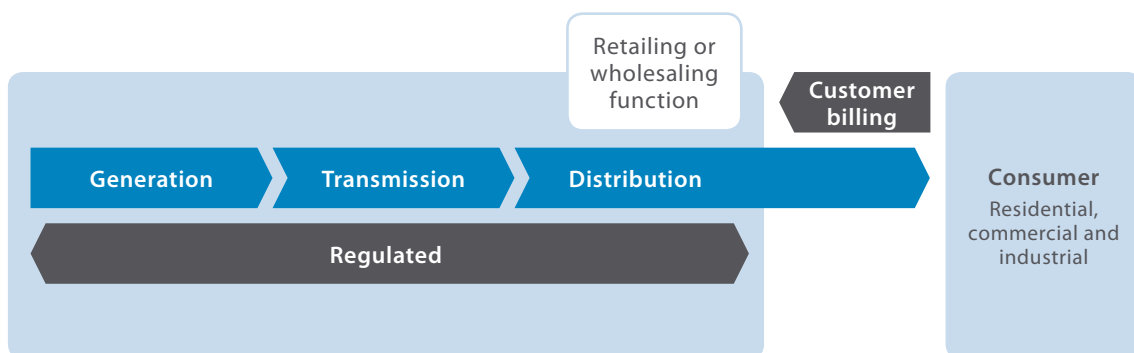 Retailing or
wholesaling
function
Customer
billing
Generation
Transmission
Distribution
Consumer
Residential,
commercial and
industrial
Regulated